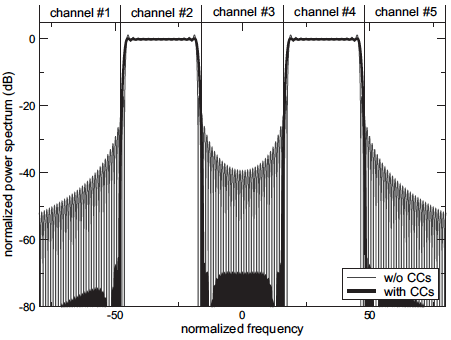 channel #1 channel #2 channel #3 channel #4 channel #5
normalized power spectrum (dB)
0
-20
-40
-60
-80
w/o CCs
with CCs
-50 0 50
normalized frequency